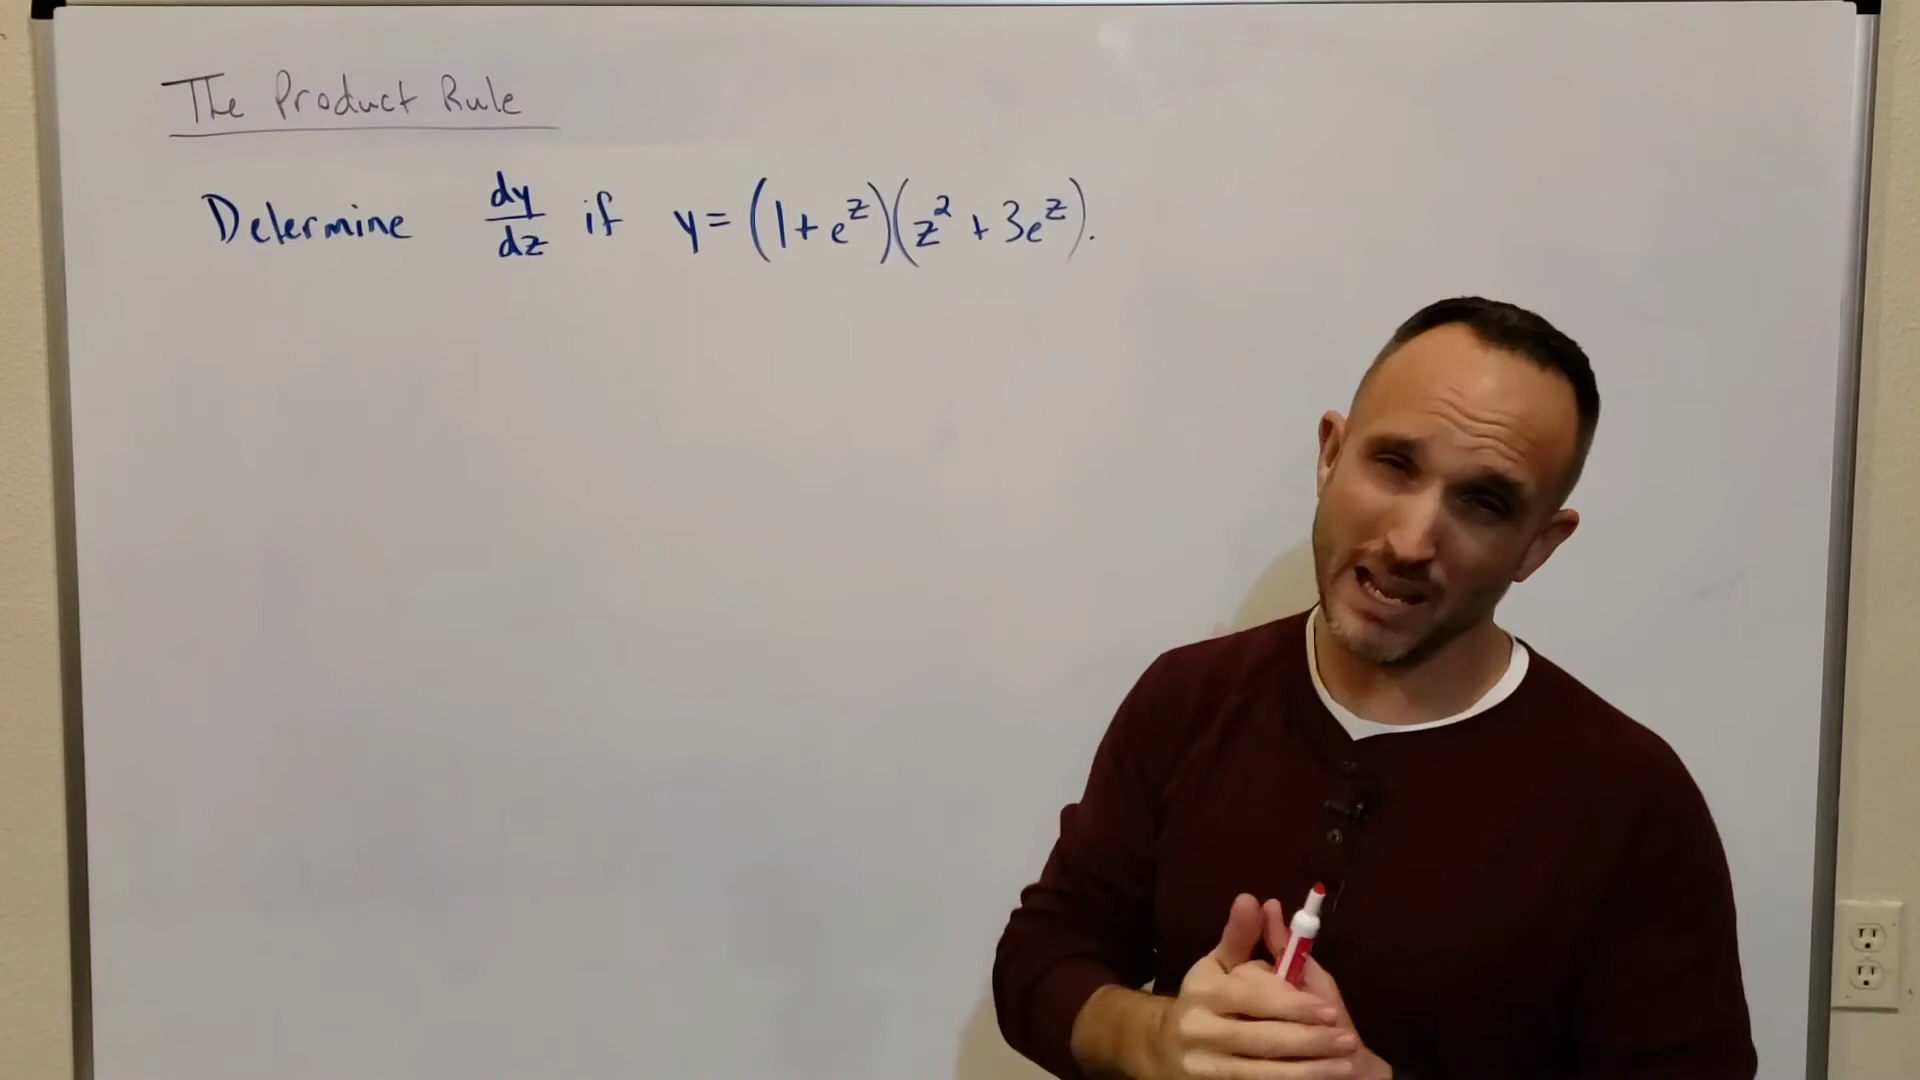 The Product Rule
Determine dy/dz if y = (1 + e^z)(z^2 + 3e^z).